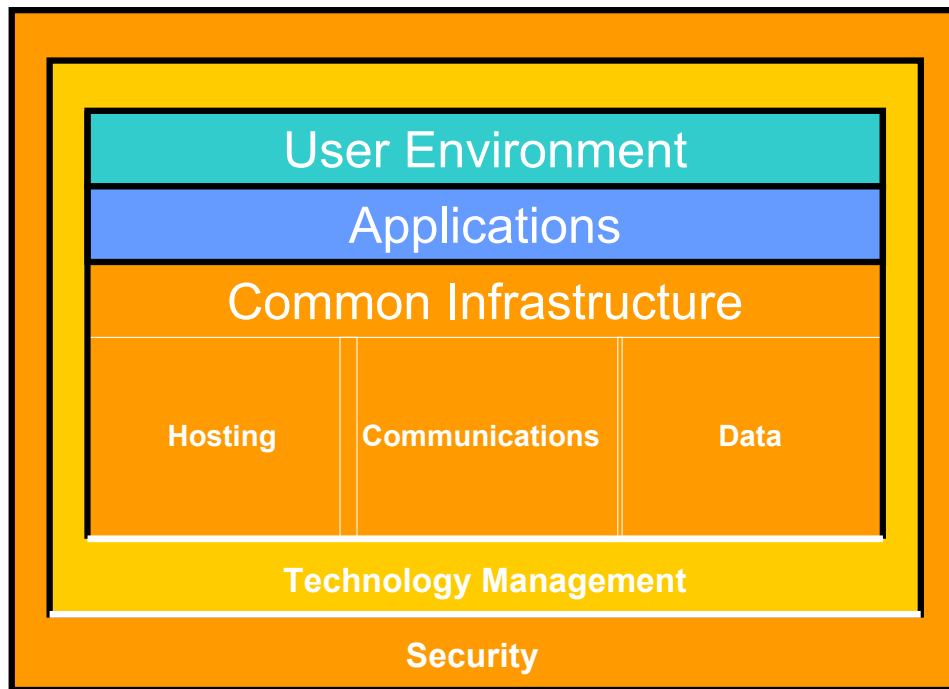 User Environment
Applications
Common Infrastructure
Hosting
Communications
Data
Technology Management
Security